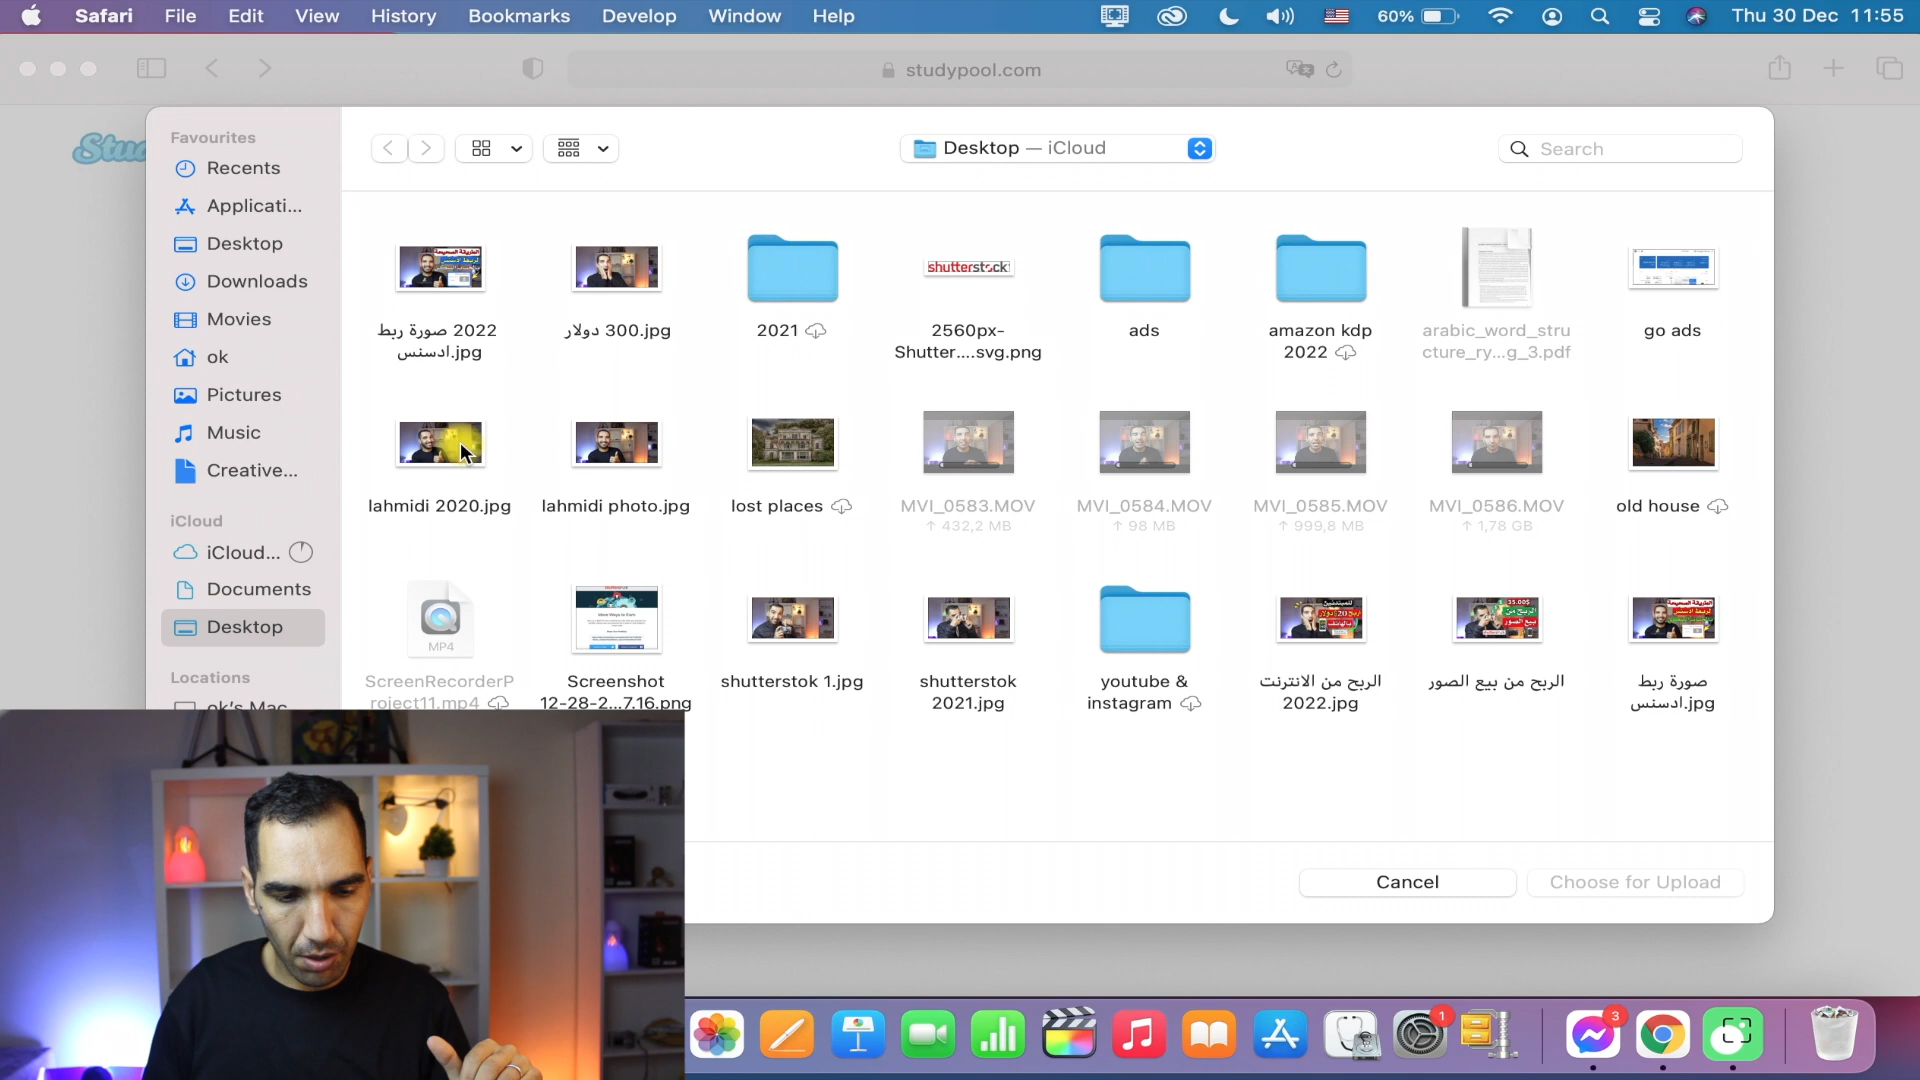 Safari File Edit View History Bookmarks Develop Window Help 60% Thu 30 Dec 11:55
studypool.com
Favourites
Recents
Applicati...
Desktop
Downloads
Movies
ok
Pictures
Music
Creative...
iCloud
iCloud...
Documents
Desktop
Locations
ok's Mac
Desktop — iCloud
Search
2022 صورة ربط
ادسنس.jpg
300 دولار.jpg
2021
shutterstock
2560px-
Shutter....svg.png
ads
amazon kdp
2022
arabic_word_stru
cture_ry...g_3.pdf
go ads
lahmidi 2020.jpg
lahmidi photo.jpg
lost places
MVI_0583.MOV
↑ 432,2 MB
MVI_0584.MOV
↑ 98 MB
MVI_0585.MOV
↑ 999,8 MB
MVI_0586.MOV
↑ 1,78 GB
old house
MP4
ScreenRecorderP
roject11.mp4
Screenshot
12-28-2...7.16.png
shutterstok 1.jpg
shutterstok
2021.jpg
youtube &
instagram
الربح من الانترنت
2022.jpg
الربح من بيع الصور
صورة ربط
ادسنس.jpg
Cancel
Choose for Upload
1
3